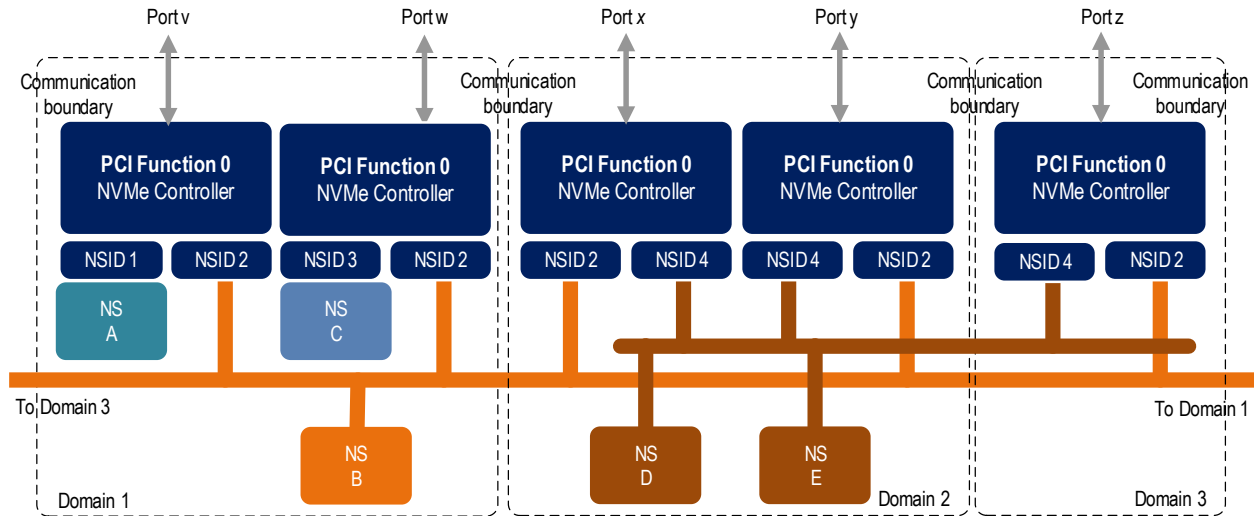 Port v
Port w
Port x
Port y
Port z
Communication
boundary
Communication
boundary
Communication
boundary
Communication
boundary
Communication
boundary
PCI Function 0
NVMe Controller
PCI Function 0
NVMe Controller
PCI Function 0
NVMe Controller
PCI Function 0
NVMe Controller
PCI Function 0
NVMe Controller
NSID 1
NSID 2
NSID 3
NSID 2
NSID 2
NSID 4
NSID 4
NSID 2
NSID 4
NSID 2
NS
A
NS
C
To Domain 3
To Domain 1
NS
B
NS
D
NS
E
Domain 1
Domain 2
Domain 3